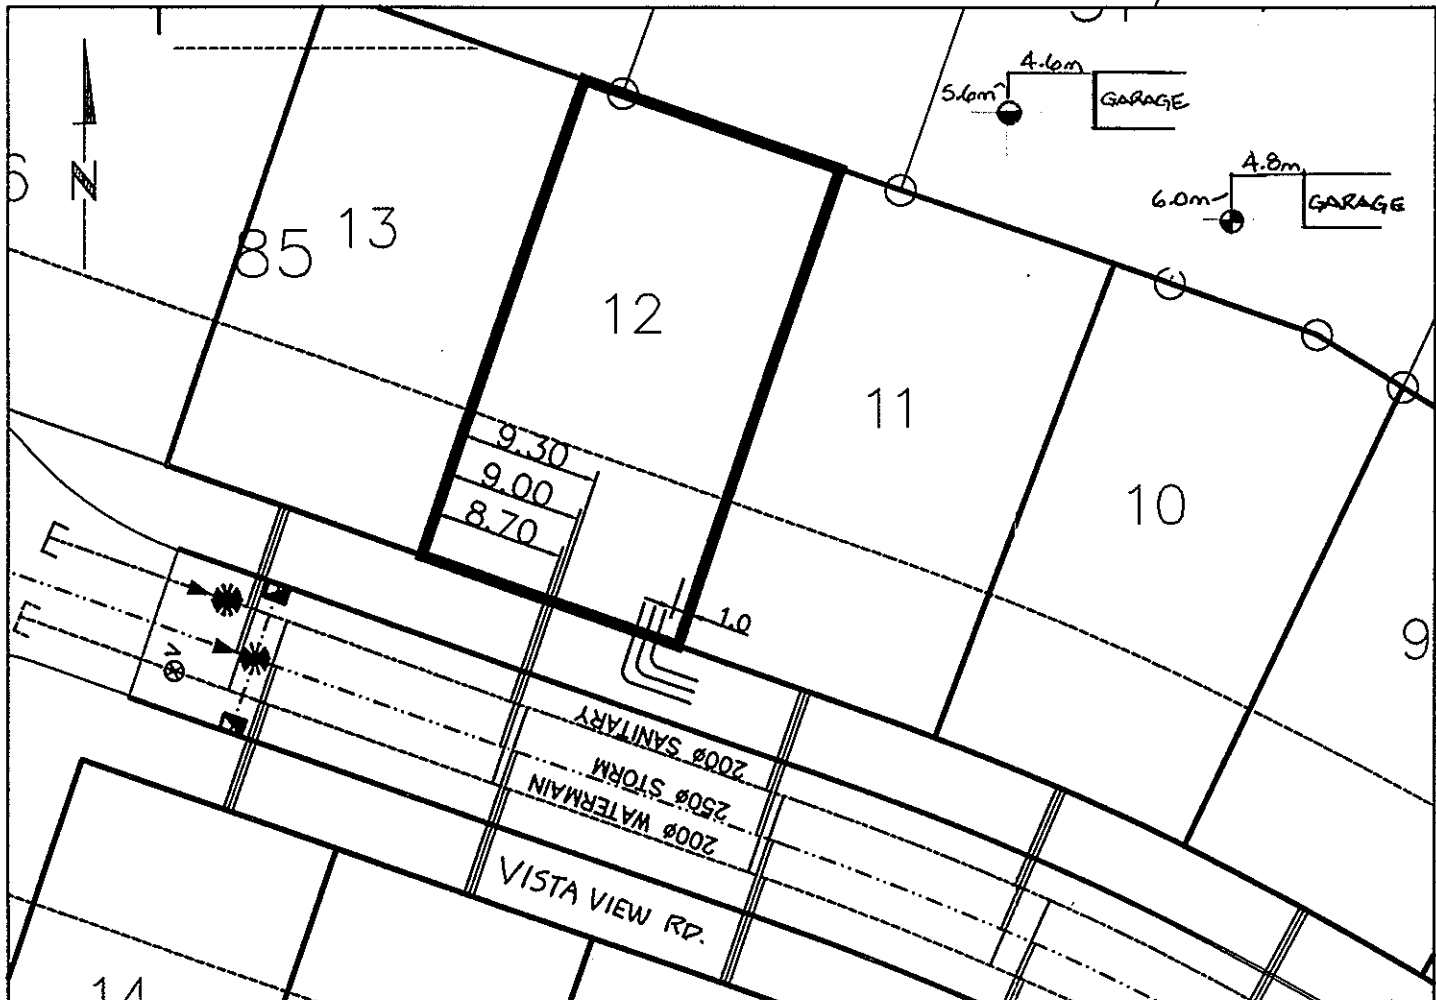 4.6m
5.6m
GARAGE
4.8m
6.0m
GARAGE
N
13
85
12
11
10
9
9.30
9.00
8.70
1.0
200ø SANITARY
250ø STORM
200ø WATERMAIN
VISTA VIEW RD.
14